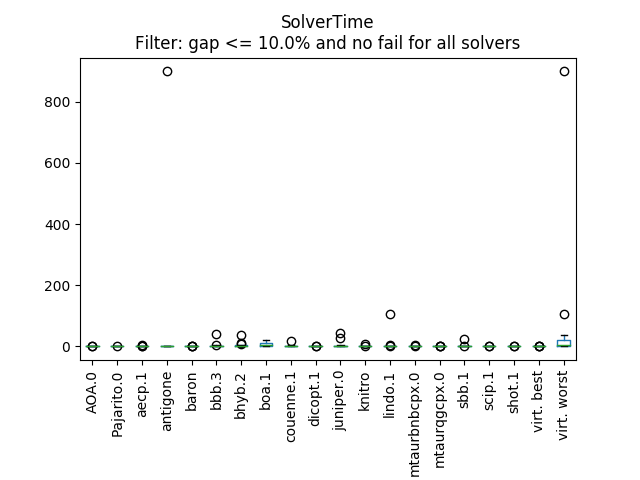 SolverTime
Filter: gap <= 10.0% and no fail for all solvers
800
600
400
200
0
AOA.0
Pajarito.0
aecp.1
antigone
baron
bbb.3
bhyb.2
boa.1
couenne.1
dicopt.1
juniper.0
knitro
lindo.1
mtaurbnbcpx.0
mtaurqgcpx.0
sbb.1
scip.1
shot.1
virt. best
virt. worst